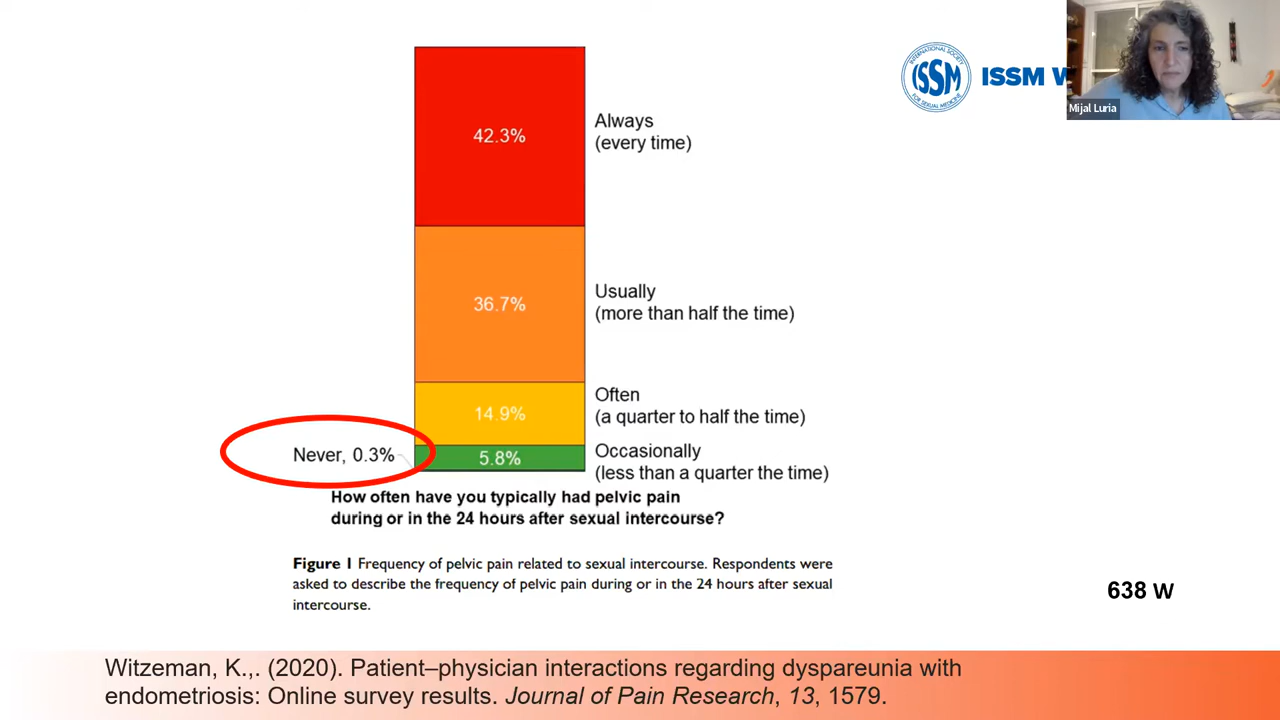 42.3%
Always
(every time)
INTERNATIONAL SOCIETY
ISSM
FOR SEXUAL MEDICINE
ISSM W
Mijal Luria
36.7%
Usually
(more than half the time)
14.9%
Often
(a quarter to half the time)
Never, 0.3%
5.8%
Occasionally
(less than a quarter the time)
How often have you typically had pelvic pain
during or in the 24 hours after sexual intercourse?
Figure 1 Frequency of pelvic pain related to sexual intercourse. Respondents were
asked to describe the frequency of pelvic pain during or in the 24 hours after sexual
intercourse.
638 W
Witzeman, K.,. (2020). Patient–physician interactions regarding dyspareunia with
endometriosis: Online survey results. Journal of Pain Research, 13, 1579.